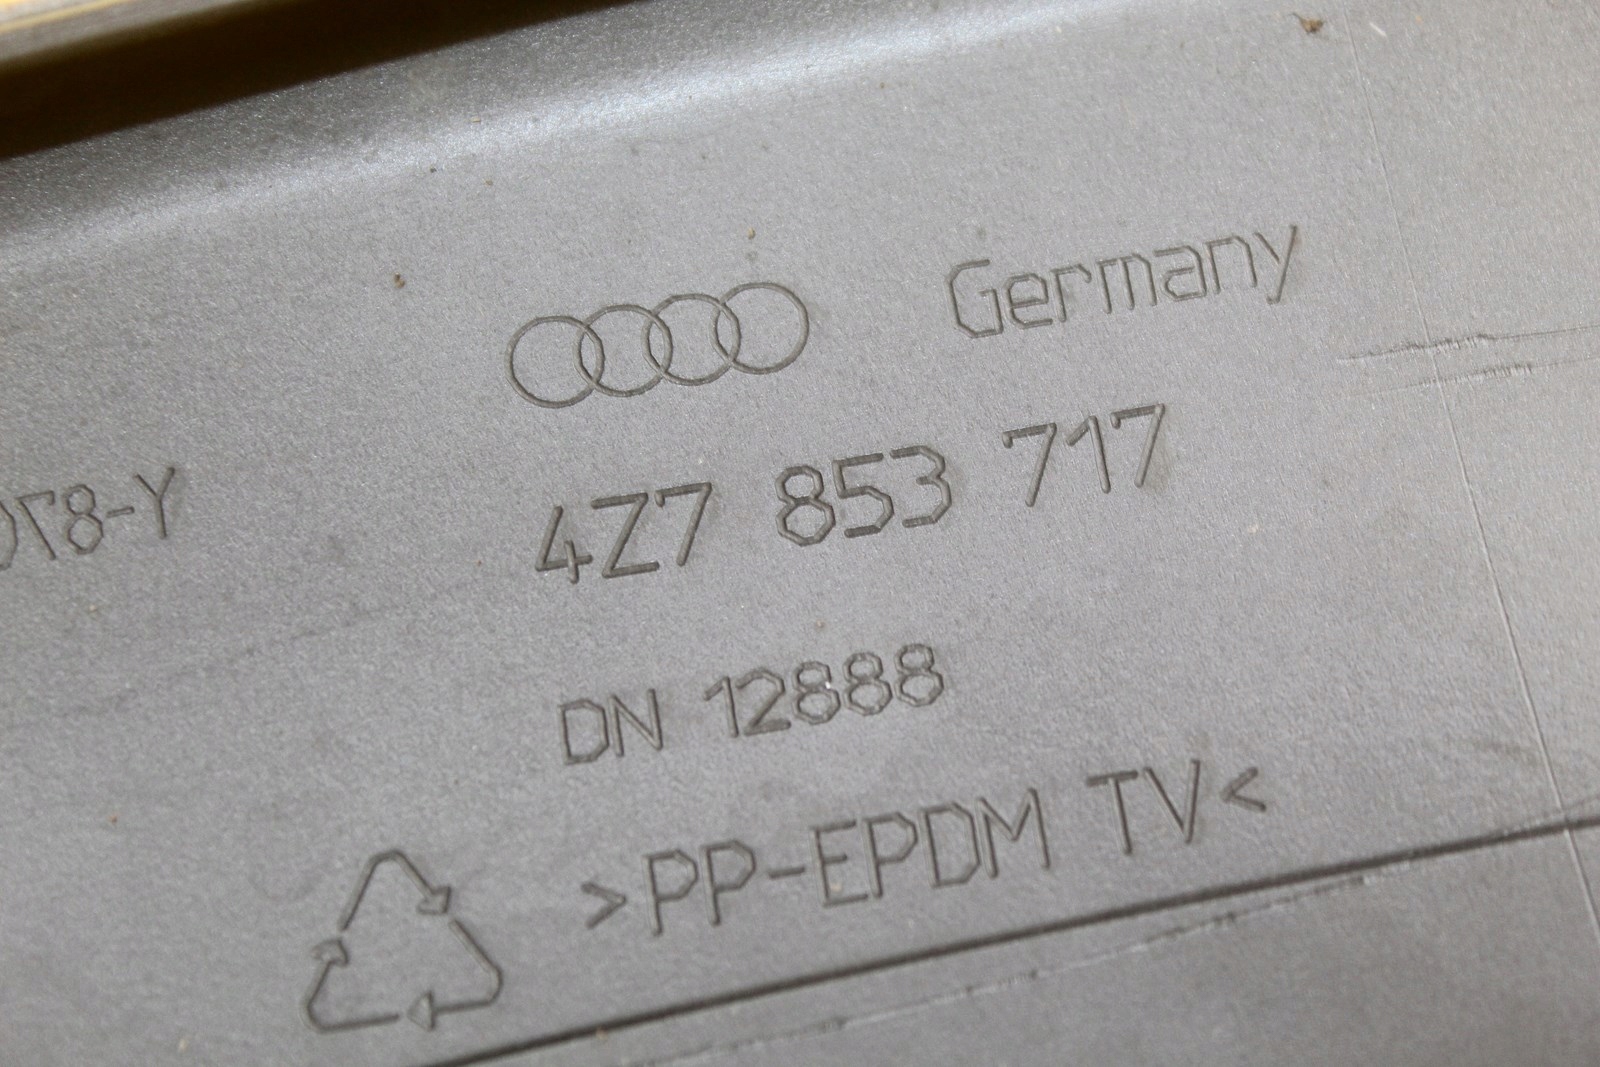 Germany
4Z7 853 717
DN 12888
>PP-EPDM TV<